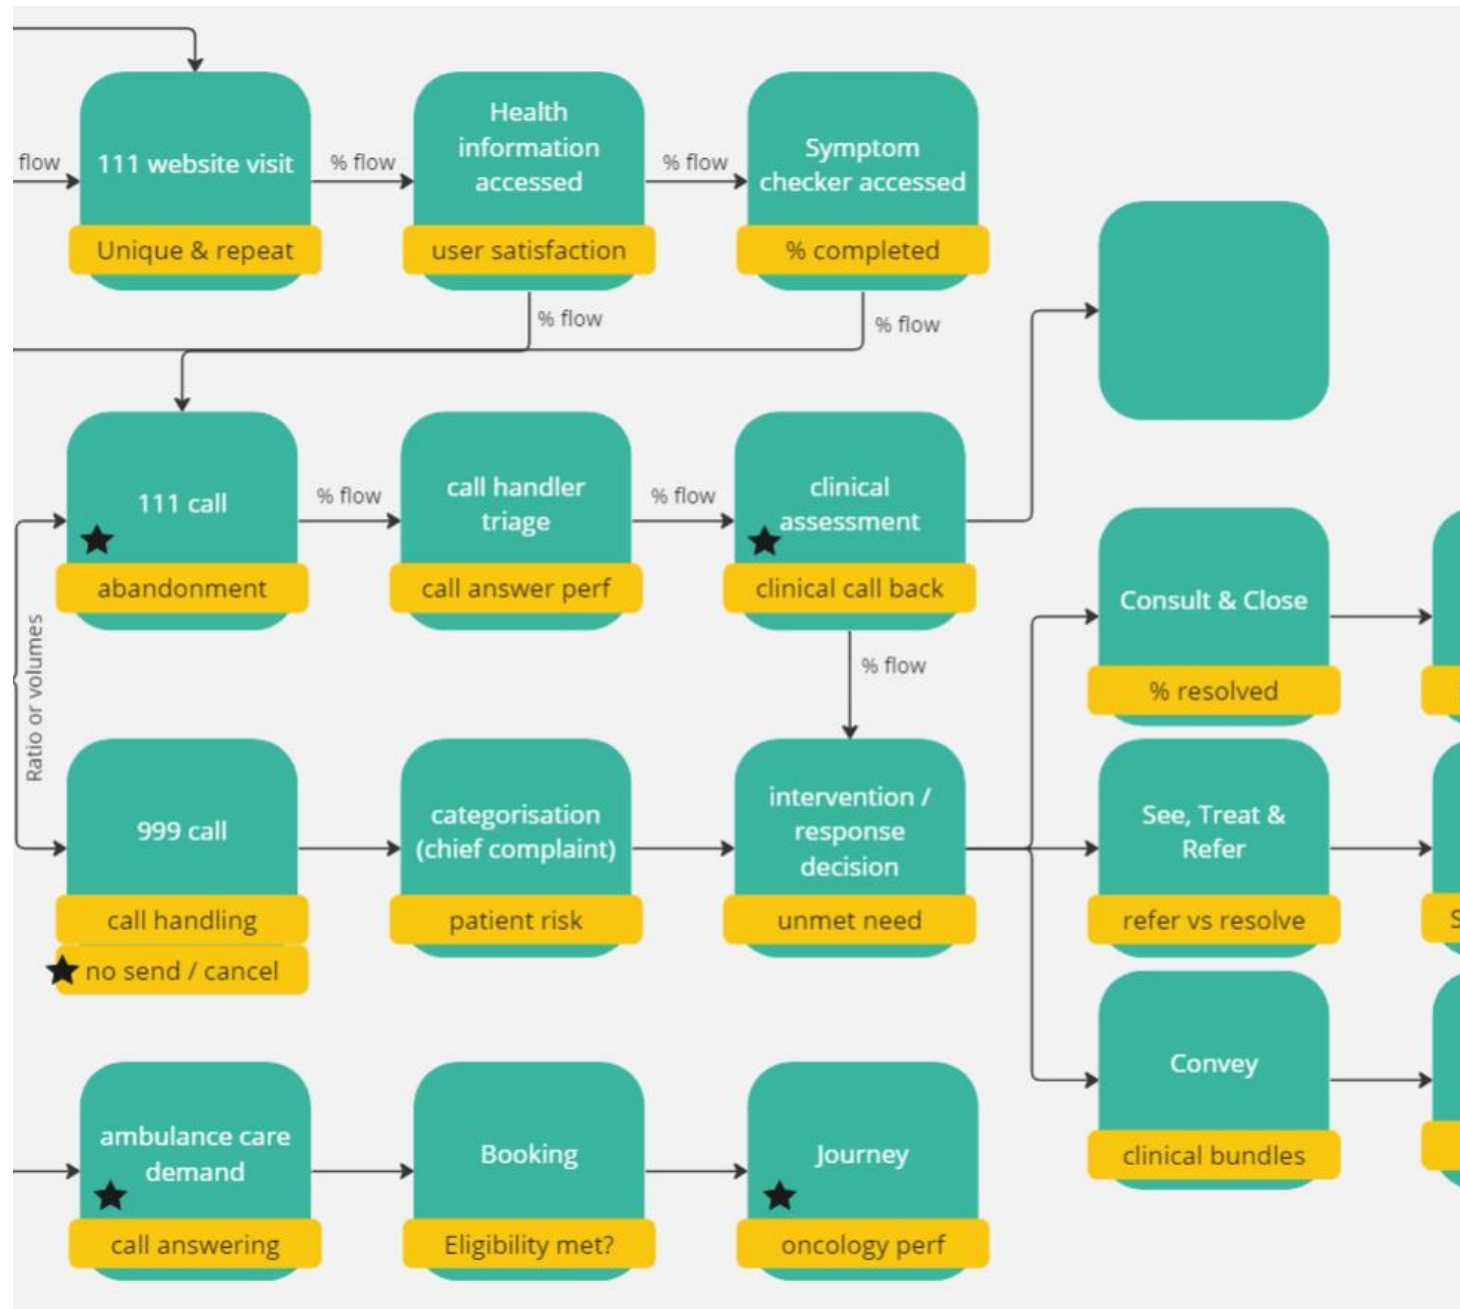 flow
111 website visit
Unique & repeat
% flow
Health
information
accessed
user satisfaction
% flow
Symptom
checker accessed
% completed
% flow
% flow
111 call
abandonment
% flow
call handler
triage
call answer perf
% flow
clinical
assessment
clinical call back
% flow
Ratio or volumes
Consult & Close
% resolved
999 call
call handling
no send / cancel
categorisation
(chief complaint)
patient risk
intervention /
response
decision
unmet need
See, Treat &
Refer
refer vs resolve
Convey
clinical bundles
ambulance care
demand
call answering
Booking
Eligibility met?
Journey
oncology perf